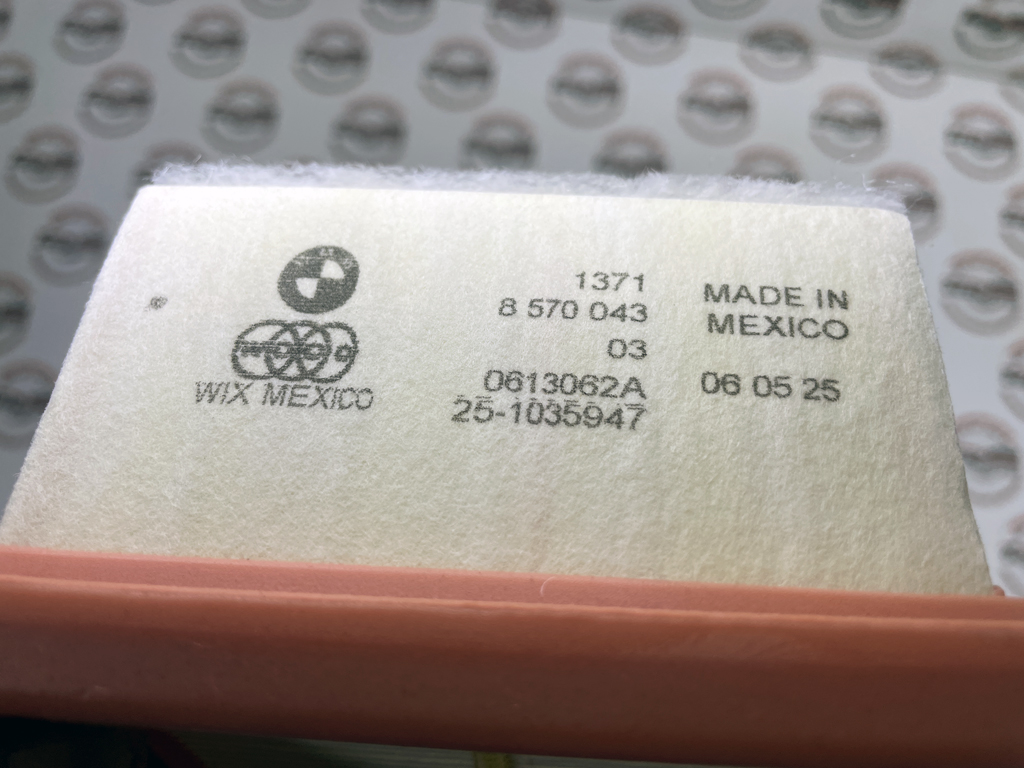 1371
8 570 043
03
0613062A
25-1035947
MADE IN
MEXICO
06 05 25
WIX MEXICO